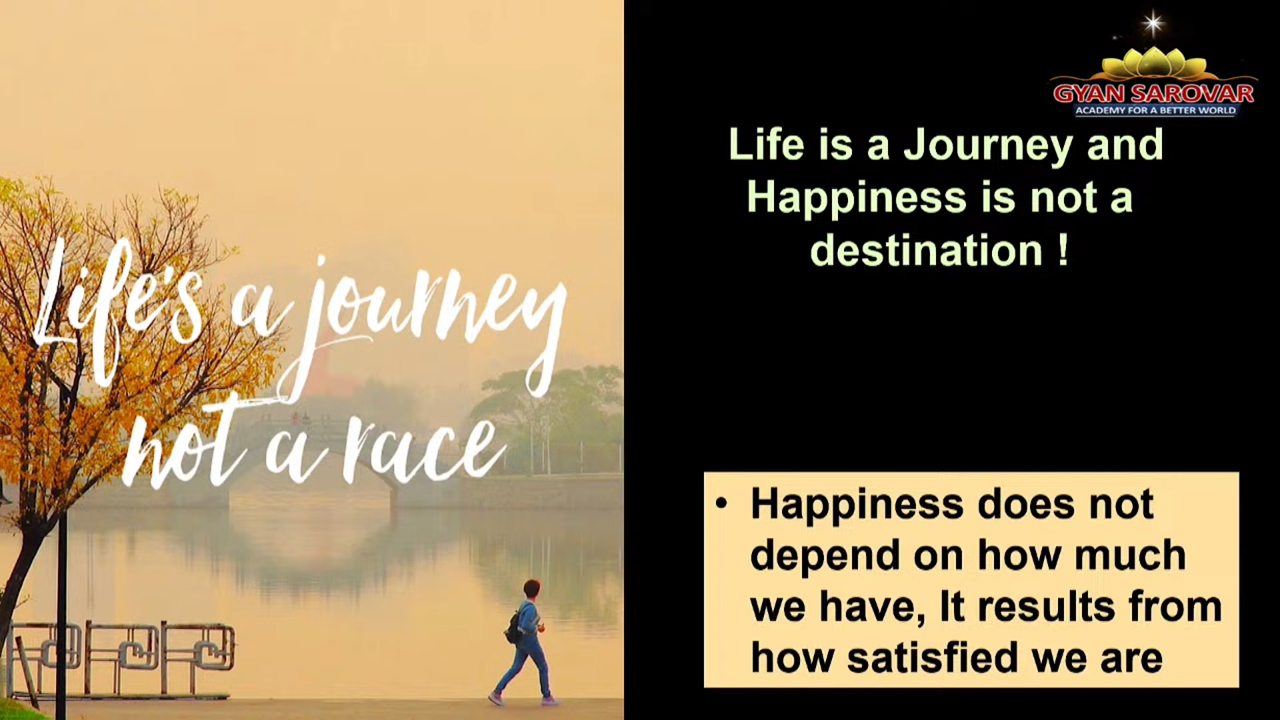 Life's a journey
not a race
GYAN SAROVAR
ACADEMY FOR A BETTER WORLD
Life is a Journey and
Happiness is not a
destination !
• Happiness does not
depend on how much
we have, It results from
how satisfied we are